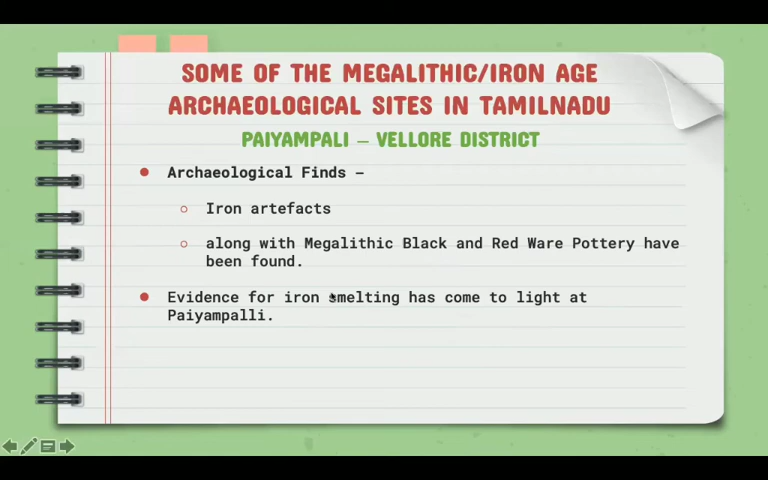 SOME OF THE MEGALITHIC/IRON AGE
ARCHAEOLOGICAL SITES IN TAMILNADU
PAIYAMPALI – VELLORE DISTRICT
● Archaeological Finds –
○ Iron artefacts
○ along with Megalithic Black and Red Ware Pottery have
been found.
● Evidence for iron smelting has come to light at
Paiyampalli.